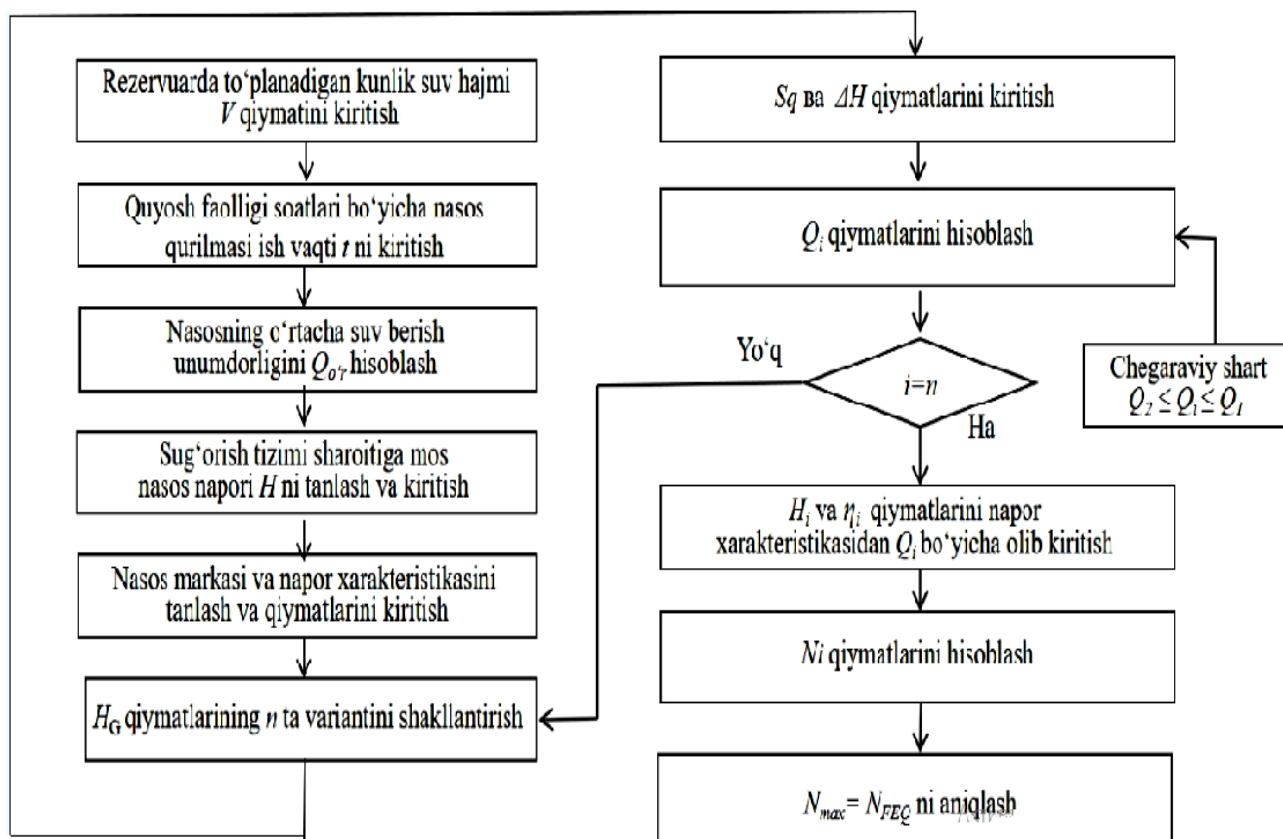 Rezervuarda to‘planadigan kunlik suv hajmi
V qiymatini kiritish
Quyosh faolligi soatlari bo‘yicha nasos
qurilmasi ish vaqti t ni kiritish
Nasosning o‘rtacha suv berish
unumdorligini Qo‘r hisoblash
Sug‘orish tizimi sharoitiga mos
nasos napori H ni tanlash va kiritish
Nasos markasi va napor xarakteristikasini
tanlash va qiymatlarini kiritish
HG qiymatlarining n ta variantini shakllantirish
Sq ва ΔH qiymatlarini kiritish
Qi qiymatlarini hisoblash
Yo‘q
i=n
Ha
Chegaraviy shart
Q2 ≤ Qi ≤ Q1
Hi va ηi qiymatlarini napor
xarakteristikasidan Qi bo‘yicha olib kiritish
Ni qiymatlarini hisoblash
Nmax= NFEQ ni aniqlash